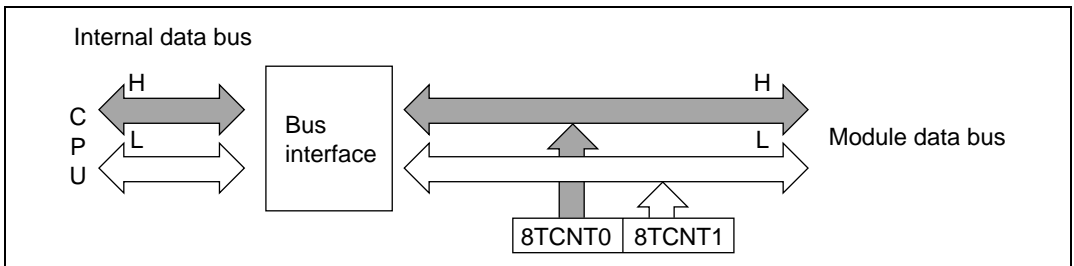 Internal data bus
H
H
C
P
U
L
L
Bus
interface
Module data bus
8TCNT0
8TCNT1